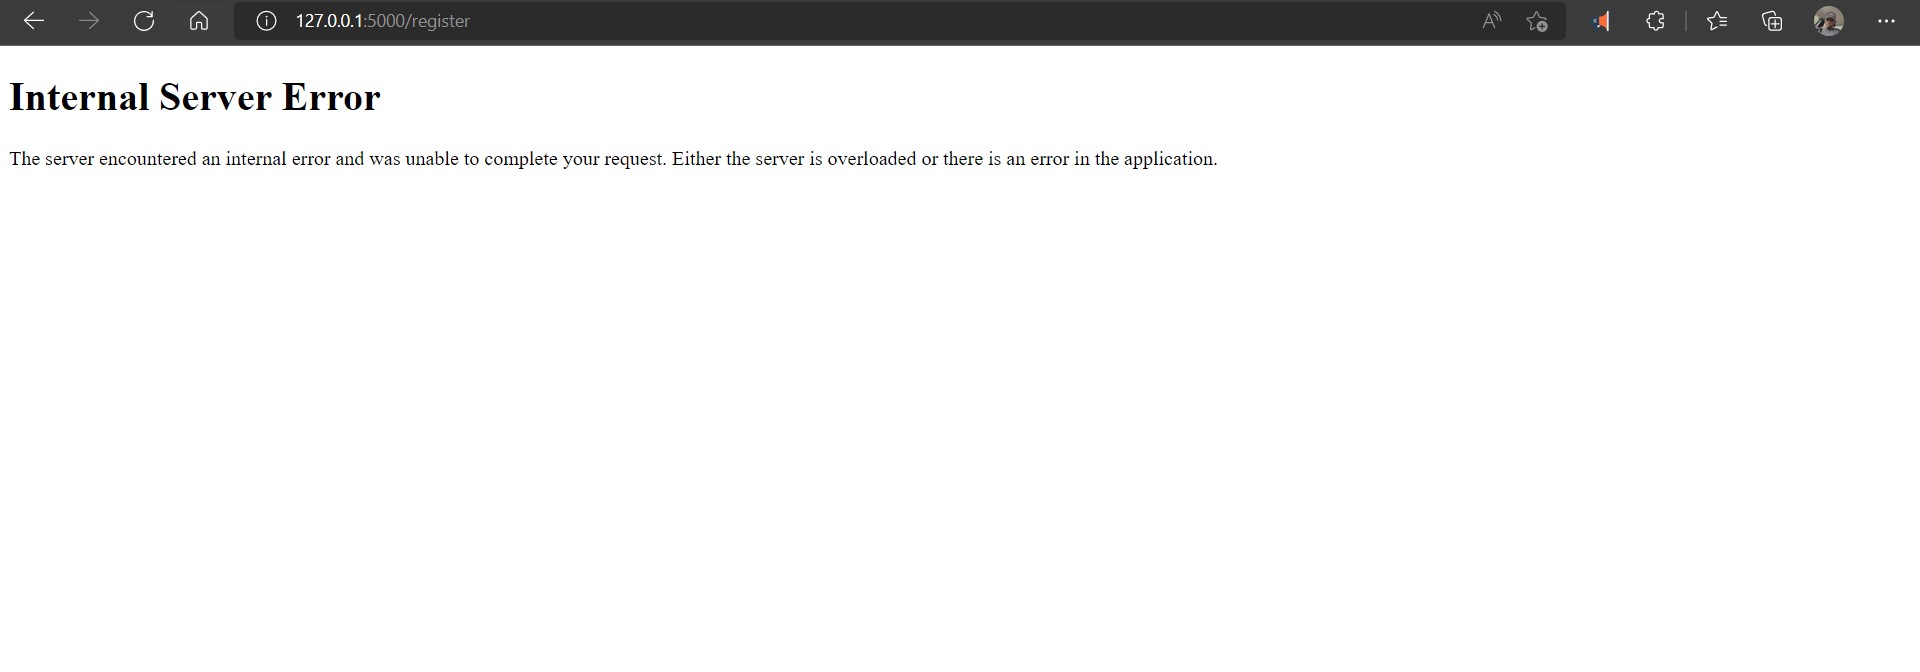 127.0.0.1:5000/register
Internal Server Error
The server encountered an internal error and was unable to complete your request. Either the server is overloaded or there is an error in the application.